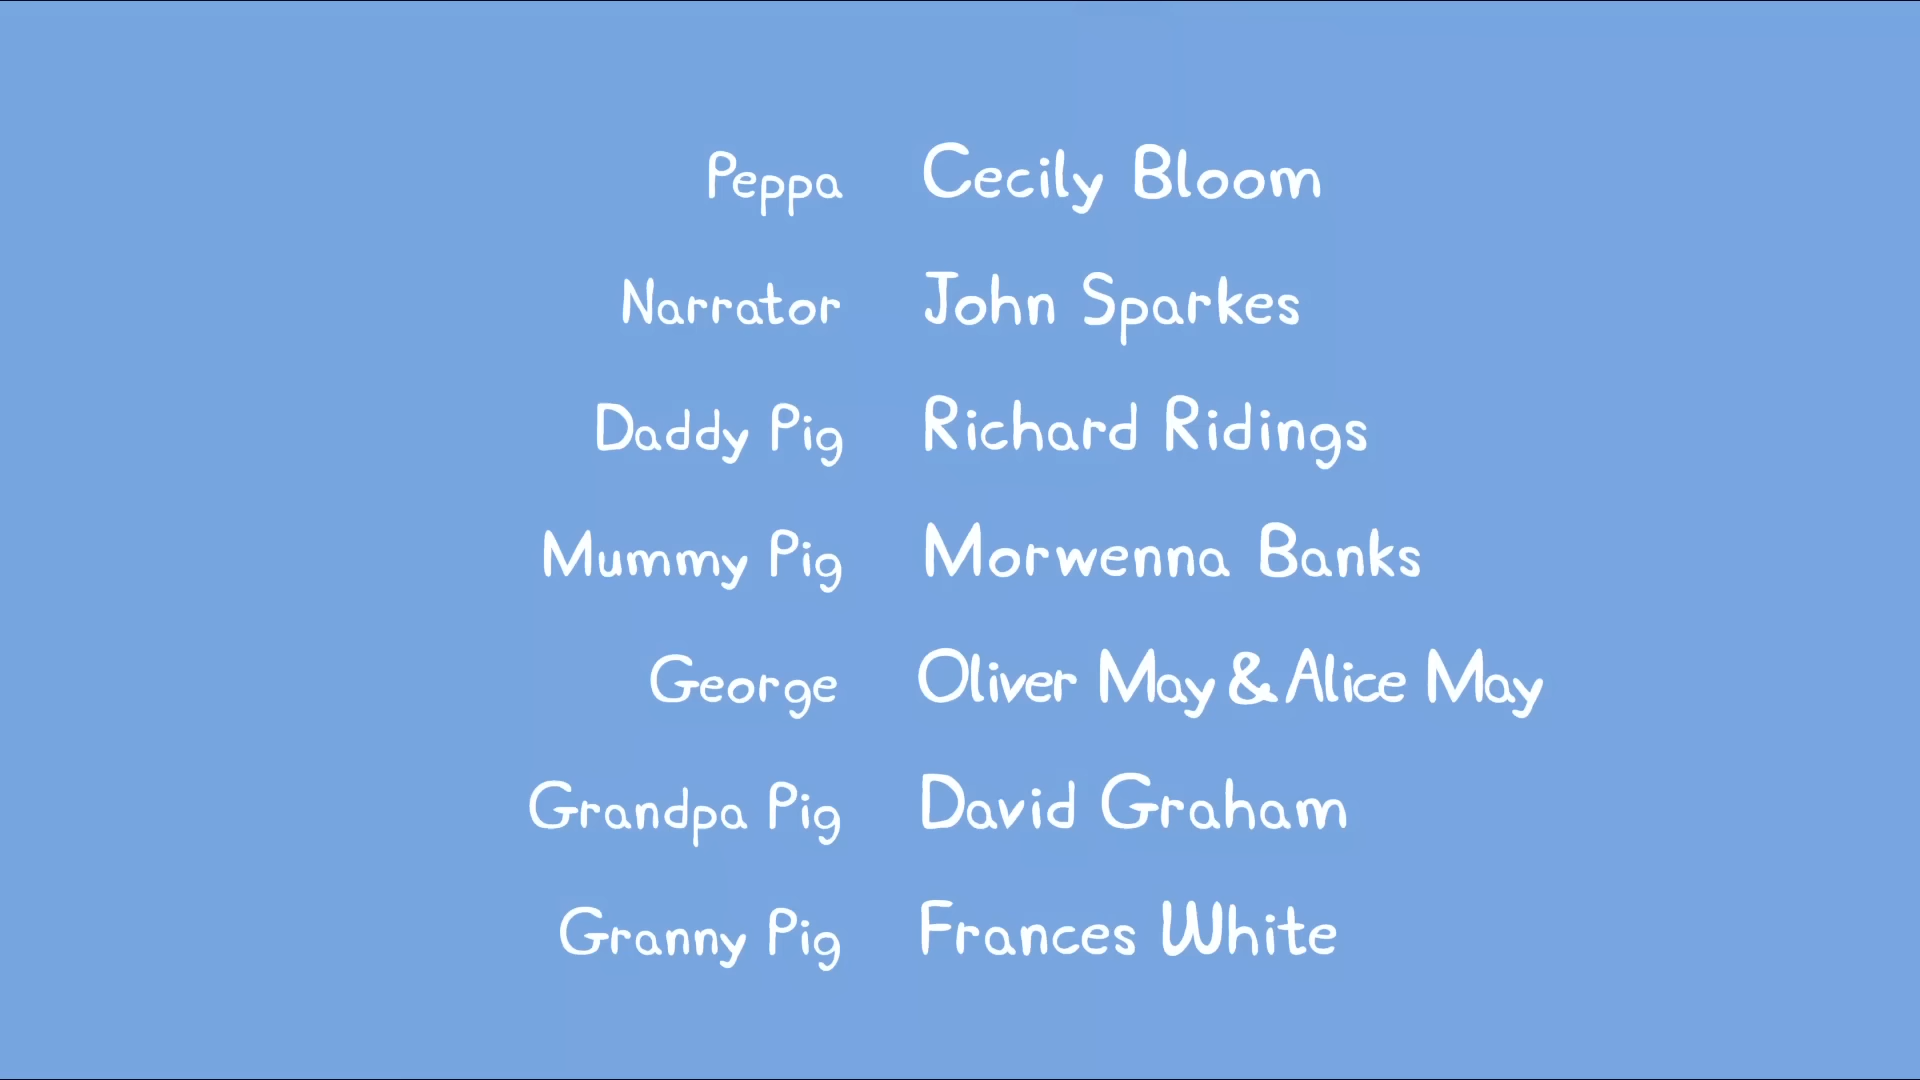 Peppa Cecily Bloom
Narrator John Sparkes
Daddy Pig Richard Ridings
Mummy Pig Morwenna Banks
George Oliver May & Alice May
Grandpa Pig David Graham
Granny Pig Frances White